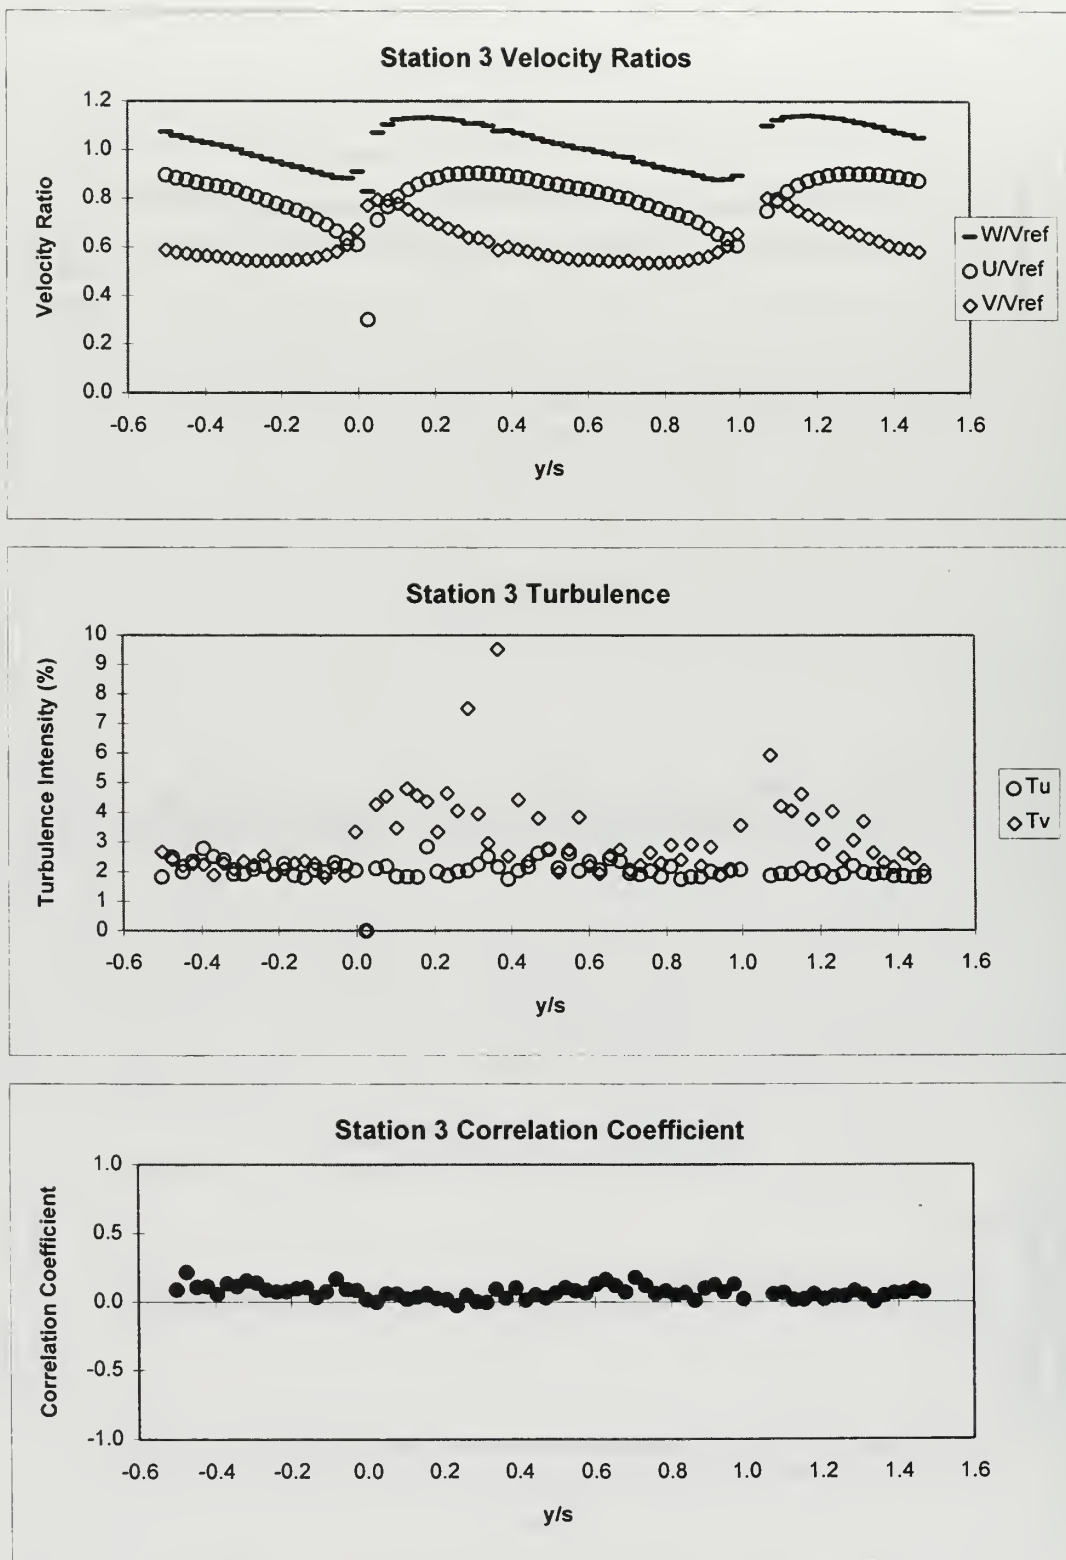 Station 3 Velocity Ratios
1.2
1.0
0.8
0.6
0.4
0.2
0.0
Velocity Ratio
-0.6 -0.4 -0.2 0.0 0.2 0.4 0.6 0.8 1.0 1.2 1.4 1.6
y/s
W/Vref
U/Vref
V/Vref
Station 3 Turbulence
10
9
8
7
6
5
4
3
2
1
0
Turbulence Intensity (%)
-0.6 -0.4 -0.2 0.0 0.2 0.4 0.6 0.8 1.0 1.2 1.4 1.6
y/s
Tu
Tv
Station 3 Correlation Coefficient
1.0
0.5
0.0
-0.5
-1.0
Correlation Coefficient
-0.6 -0.4 -0.2 0.0 0.2 0.4 0.6 0.8 1.0 1.2 1.4 1.6
y/s